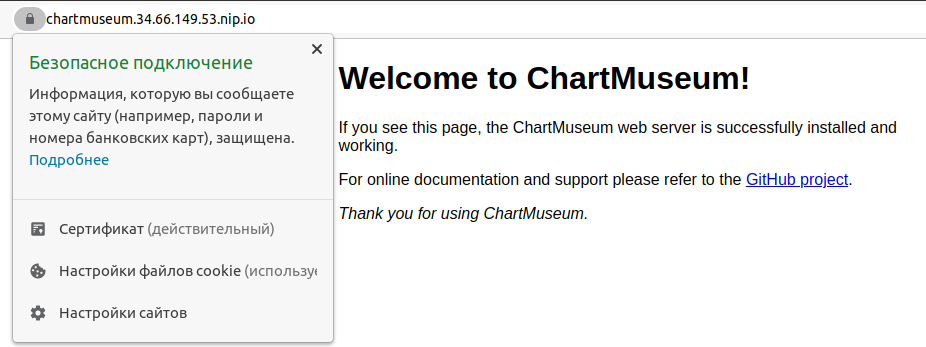 chartmuseum.34.66.149.53.nip.io
Безопасное подключение
Информация, которую вы сообщаете
этому сайту (например, пароли и
номера банковских карт), защищена.
Подробнее
Сертификат (действительный)
Настройки файлов cookie (используе
Настройки сайтов
Welcome to ChartMuseum!
If you see this page, the ChartMuseum web server is successfully installed and
working.
For online documentation and support please refer to the GitHub project.
Thank you for using ChartMuseum.